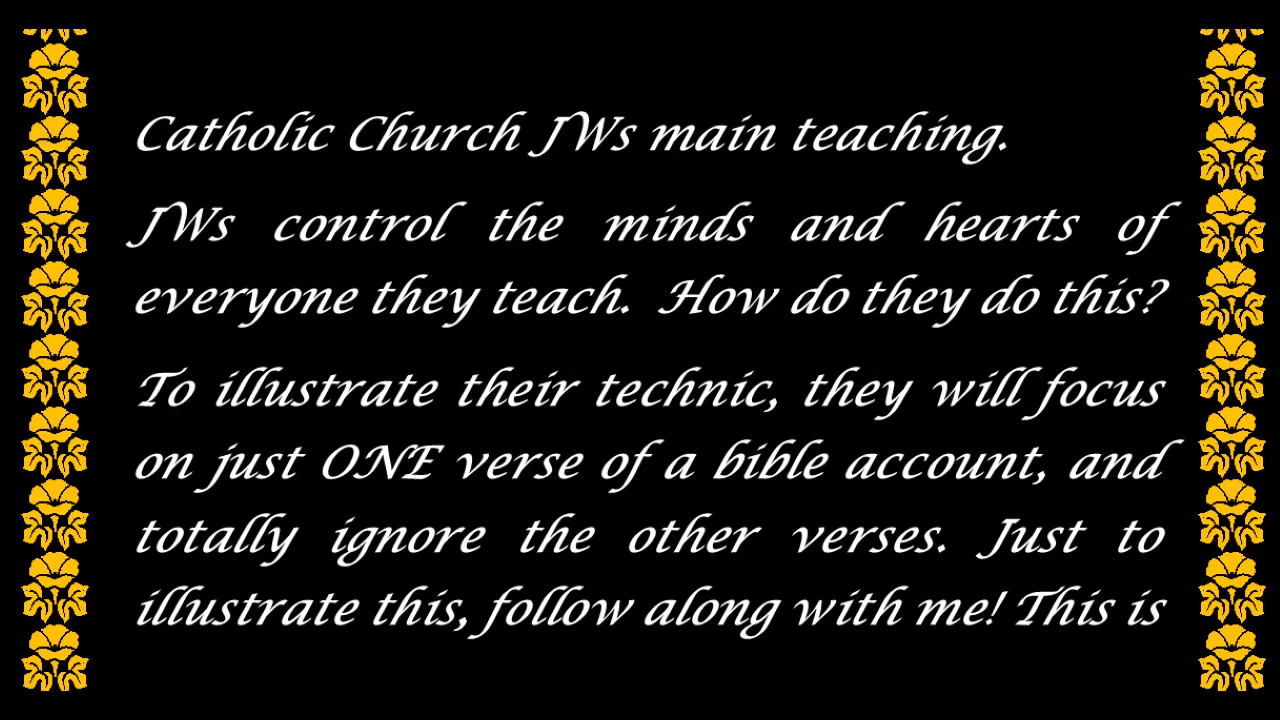 Catholic Church JWs main teaching.
JWs control the minds and hearts of
everyone they teach. How do they do this?
To illustrate their technic, they will focus
on just ONE verse of a bible account, and
totally ignore the other verses. Just to
illustrate this, follow along with me! This is